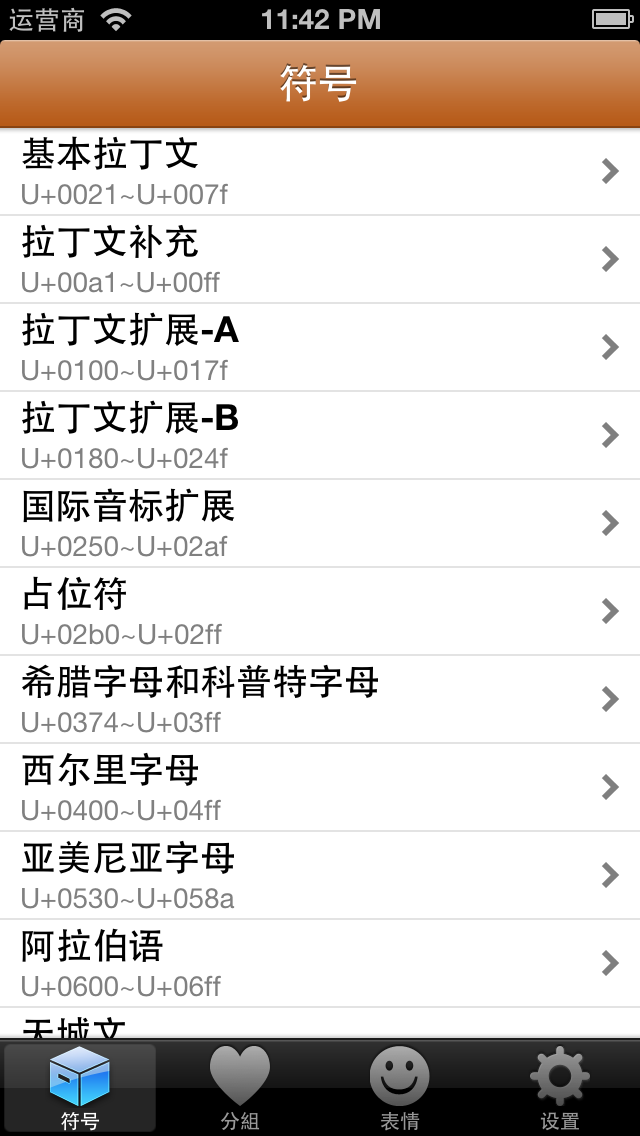 运营商 11:42 PM
符号
基本拉丁文
U+0021~U+007f
拉丁文补充
U+00a1~U+00ff
拉丁文扩展-A
U+0100~U+017f
拉丁文扩展-B
U+0180~U+024f
国际音标扩展
U+0250~U+02af
占位符
U+02b0~U+02ff
希腊字母和科普特字母
U+0374~U+03ff
西尔里字母
U+0400~U+04ff
亚美尼亚字母
U+0530~U+058a
阿拉伯语
U+0600~U+06ff
天城文
符号 分組 表情 设置